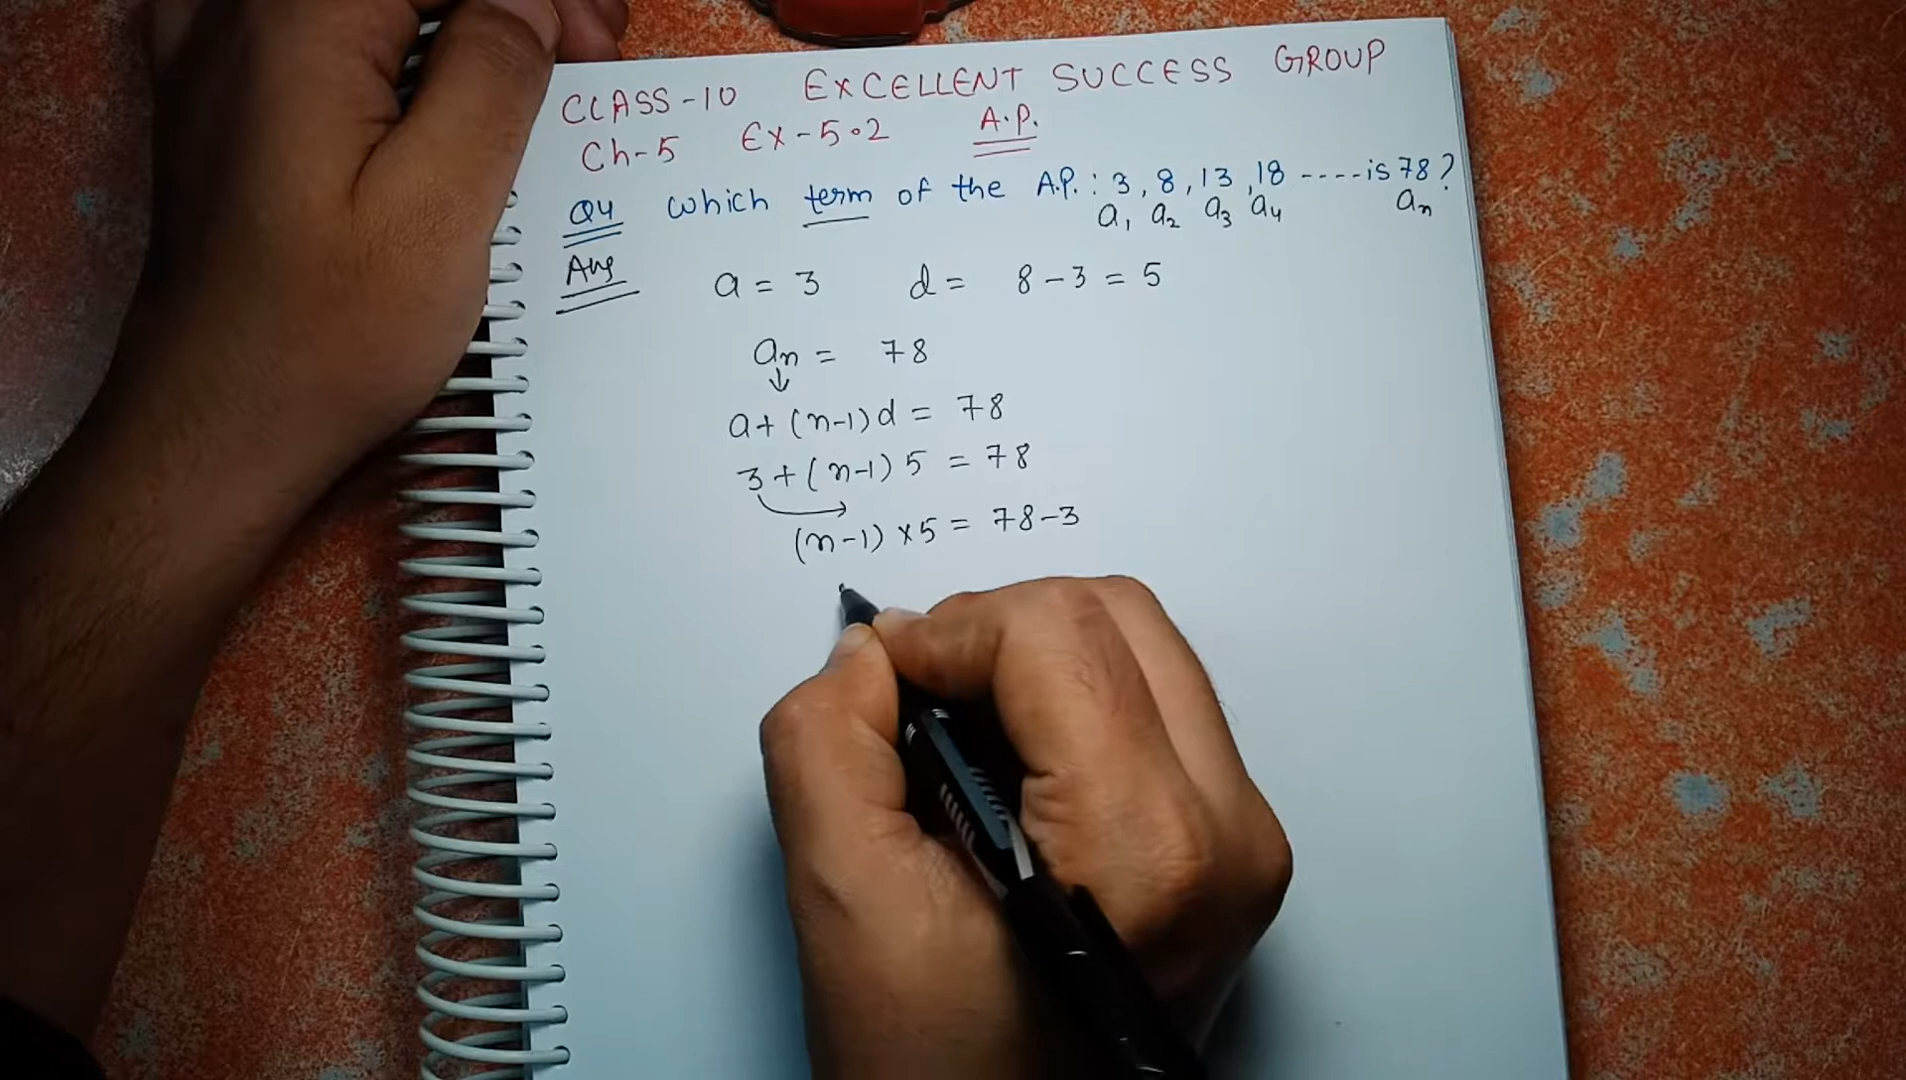 CLASS-10 EXCELLENT SUCCESS GROUP
Ch-5 Ex-5.2 A.P.
Q4 Which term of the A.P. : 3, 8, 13, 18 ---- is 78?
a₁ a₂ a₃ a₄ aₙ
Ans a = 3 d = 8 - 3 = 5
aₙ = 78
↓
a + (n-1) d = 78
3 + (n-1) 5 = 78
(n-1) × 5 = 78 - 3